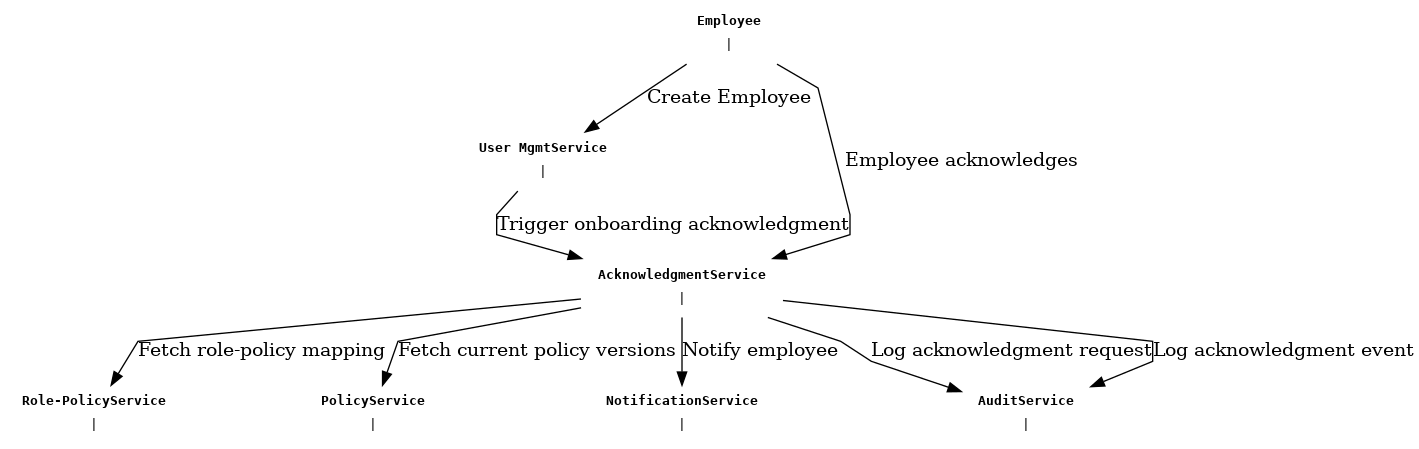 Employee
|
Create Employee
User MgmtService
|
Employee acknowledges
Trigger onboarding acknowledgment
AcknowledgmentService
|
Fetch role-policy mapping
Fetch current policy versions
Notify employee
Log acknowledgment request
Log acknowledgment event
Role-PolicyService
|
PolicyService
|
NotificationService
|
AuditService
|